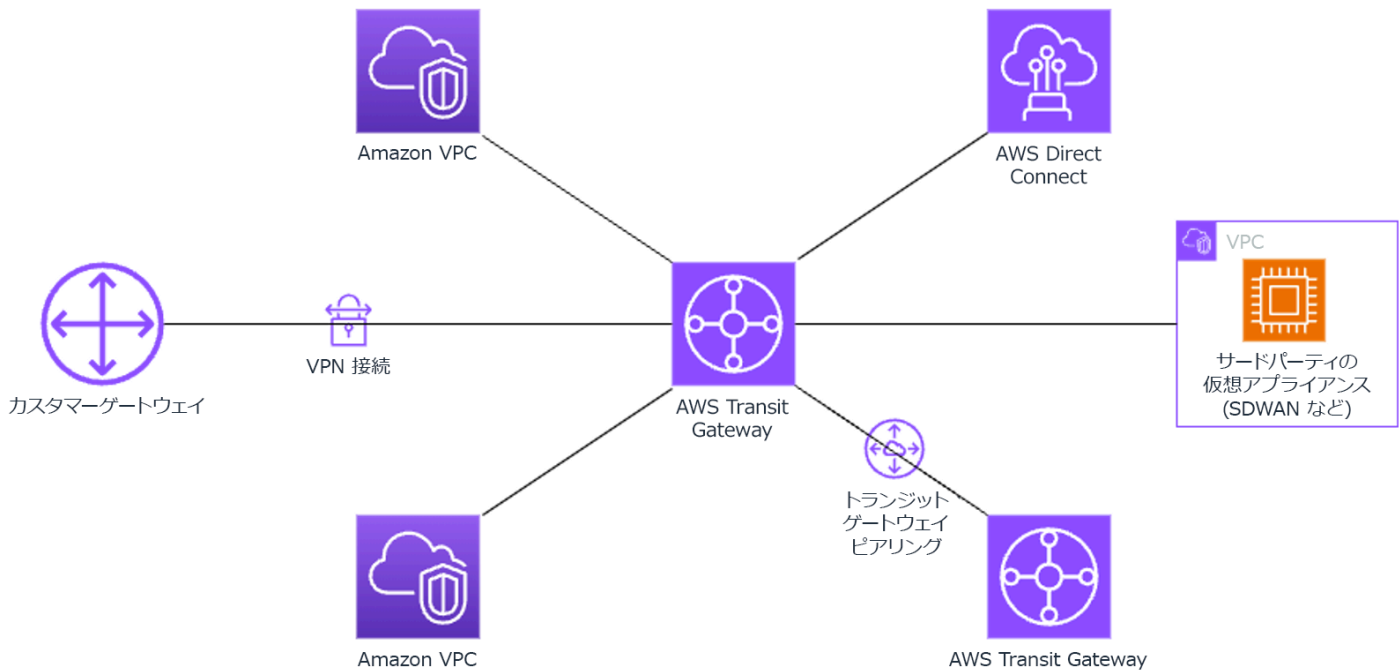 Amazon VPC
AWS Direct
Connect
VPC
サードパーティの
仮想アプライアンス
(SDWAN など)
VPN 接続
カスタマーゲートウェイ
AWS Transit
Gateway
トランジット
ゲートウェイ
ピアリング
Amazon VPC
AWS Transit Gateway